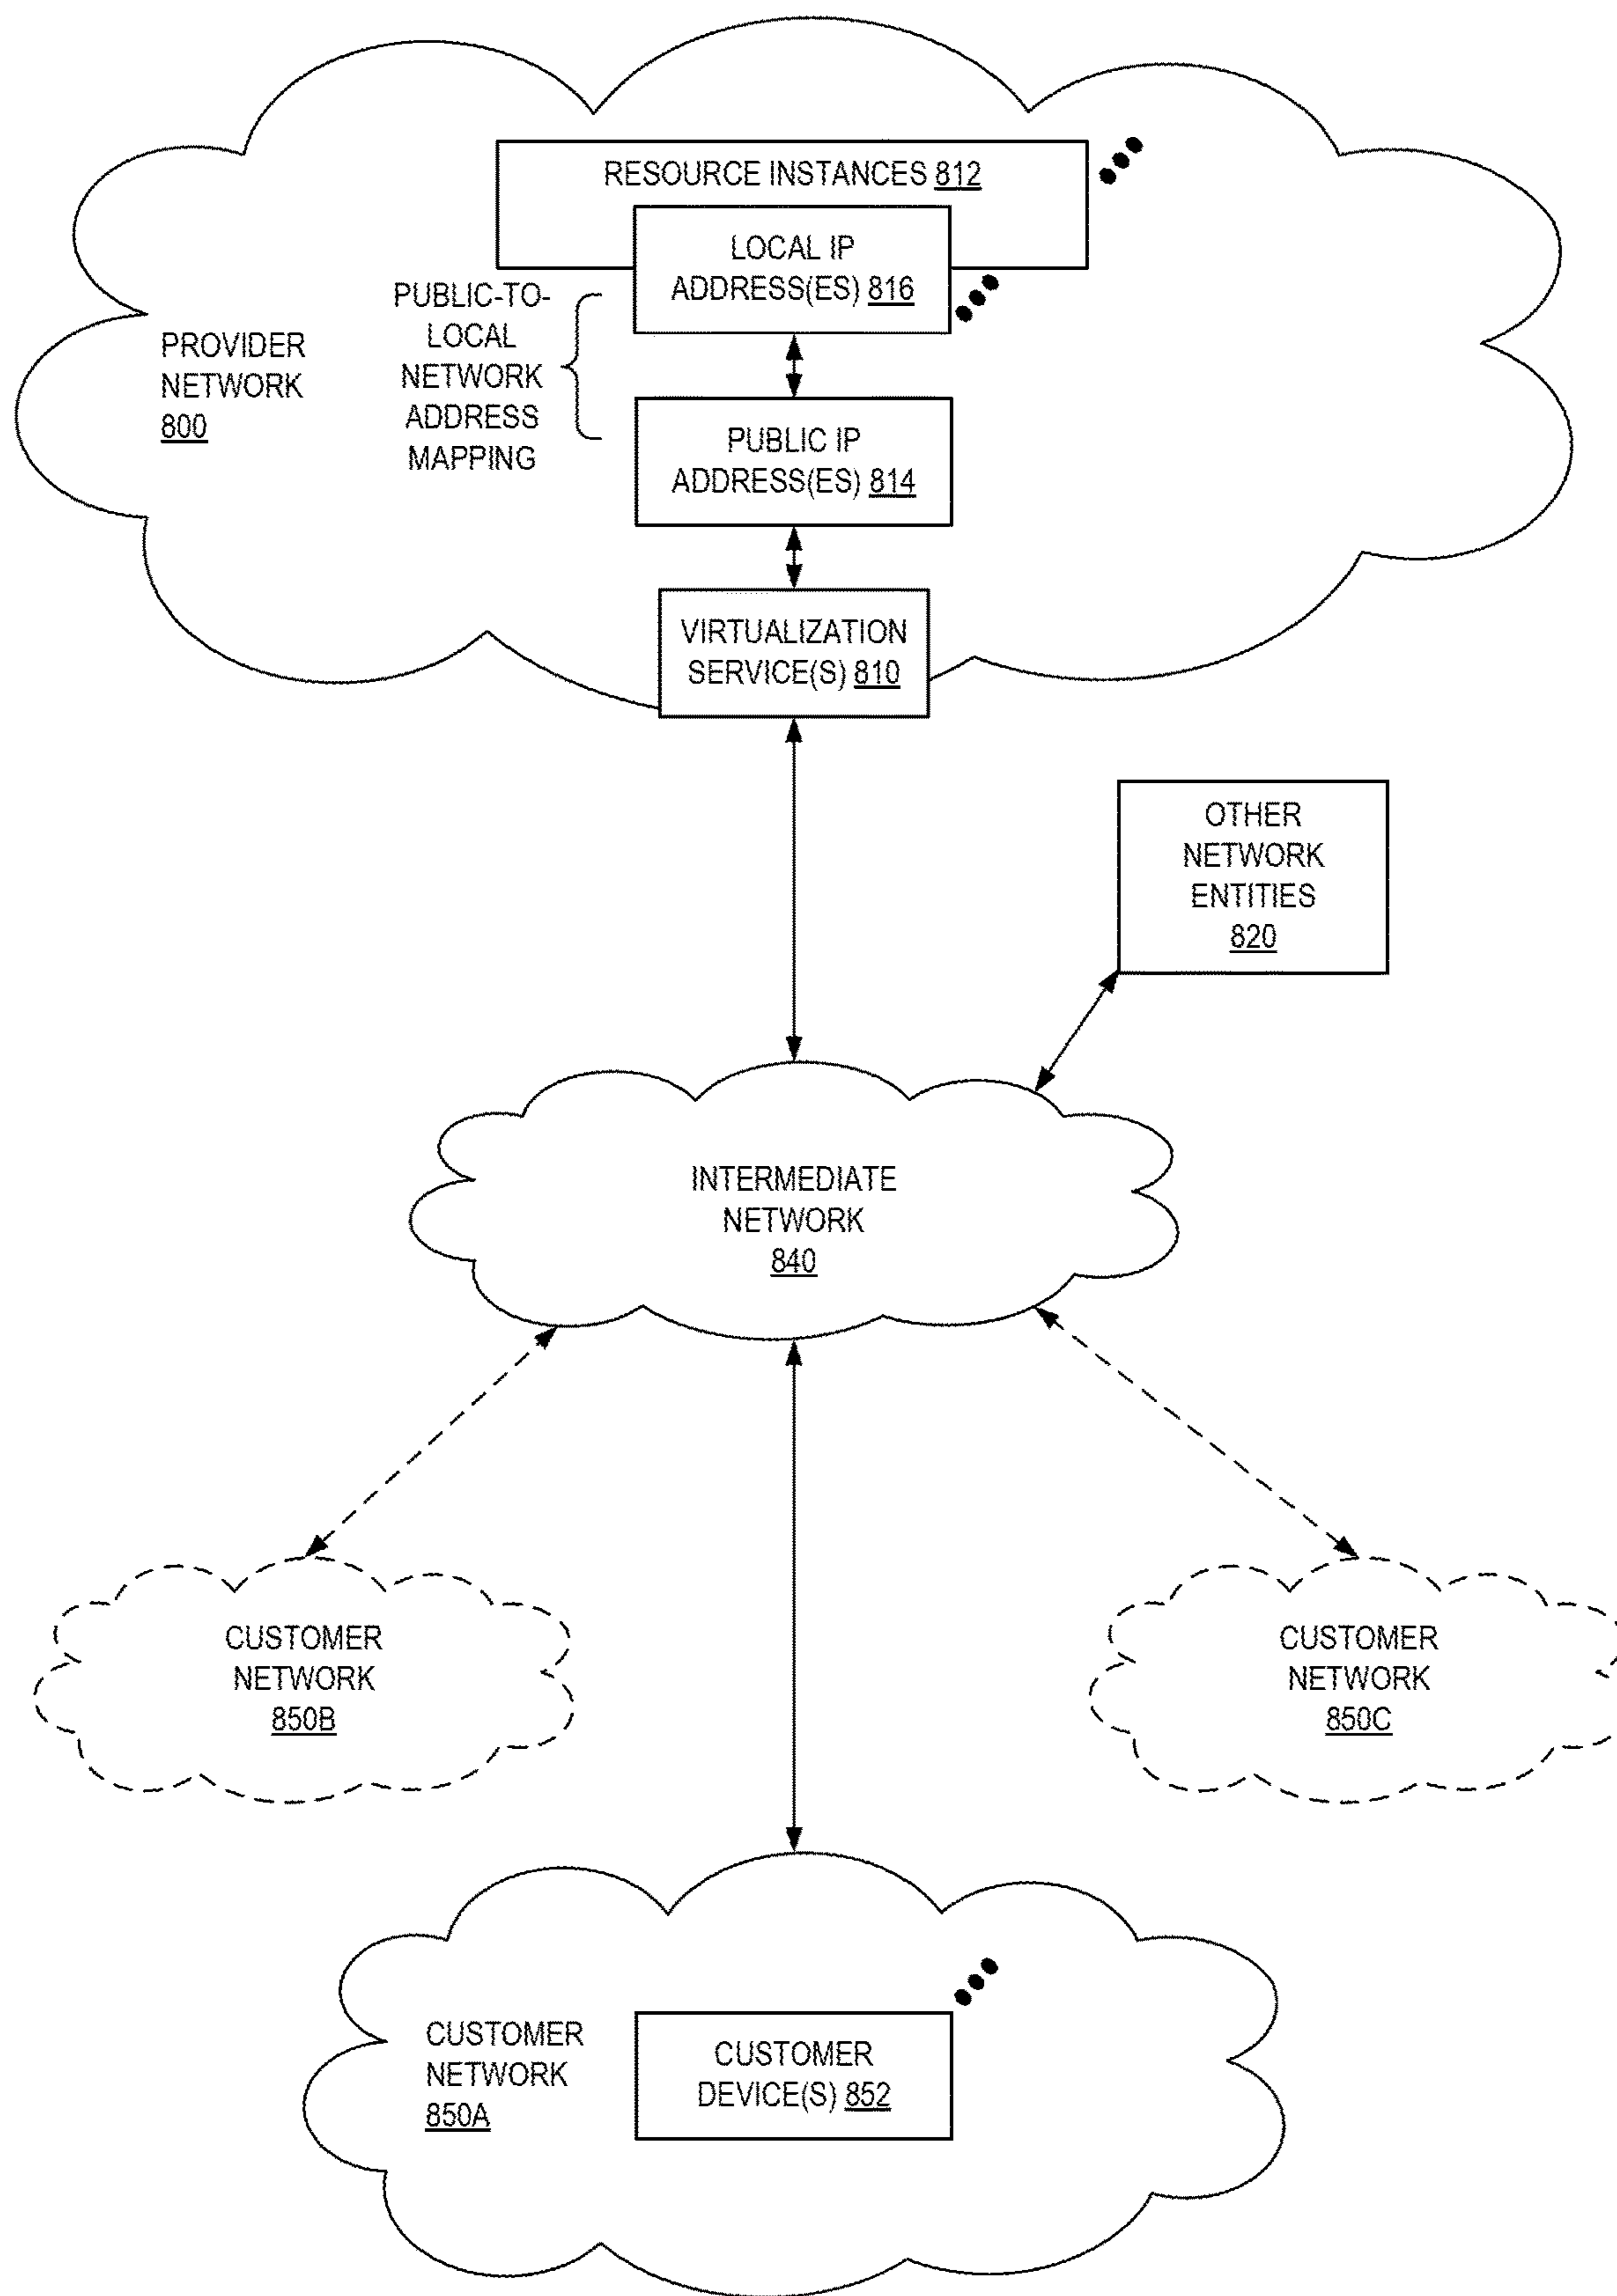 RESOURCE INSTANCES 812
LOCAL IP
ADDRESS(ES) 816
PUBLIC-TO-
LOCAL
NETWORK
ADDRESS
MAPPING
PROVIDER
NETWORK
800
PUBLIC IP
ADDRESS(ES) 814
VIRTUALIZATION
SERVICE(S) 810
OTHER
NETWORK
ENTITIES
820
INTERMEDIATE
NETWORK
840
CUSTOMER
NETWORK
850B
CUSTOMER
NETWORK
850C
CUSTOMER
NETWORK
850A
CUSTOMER
DEVICE(S) 852